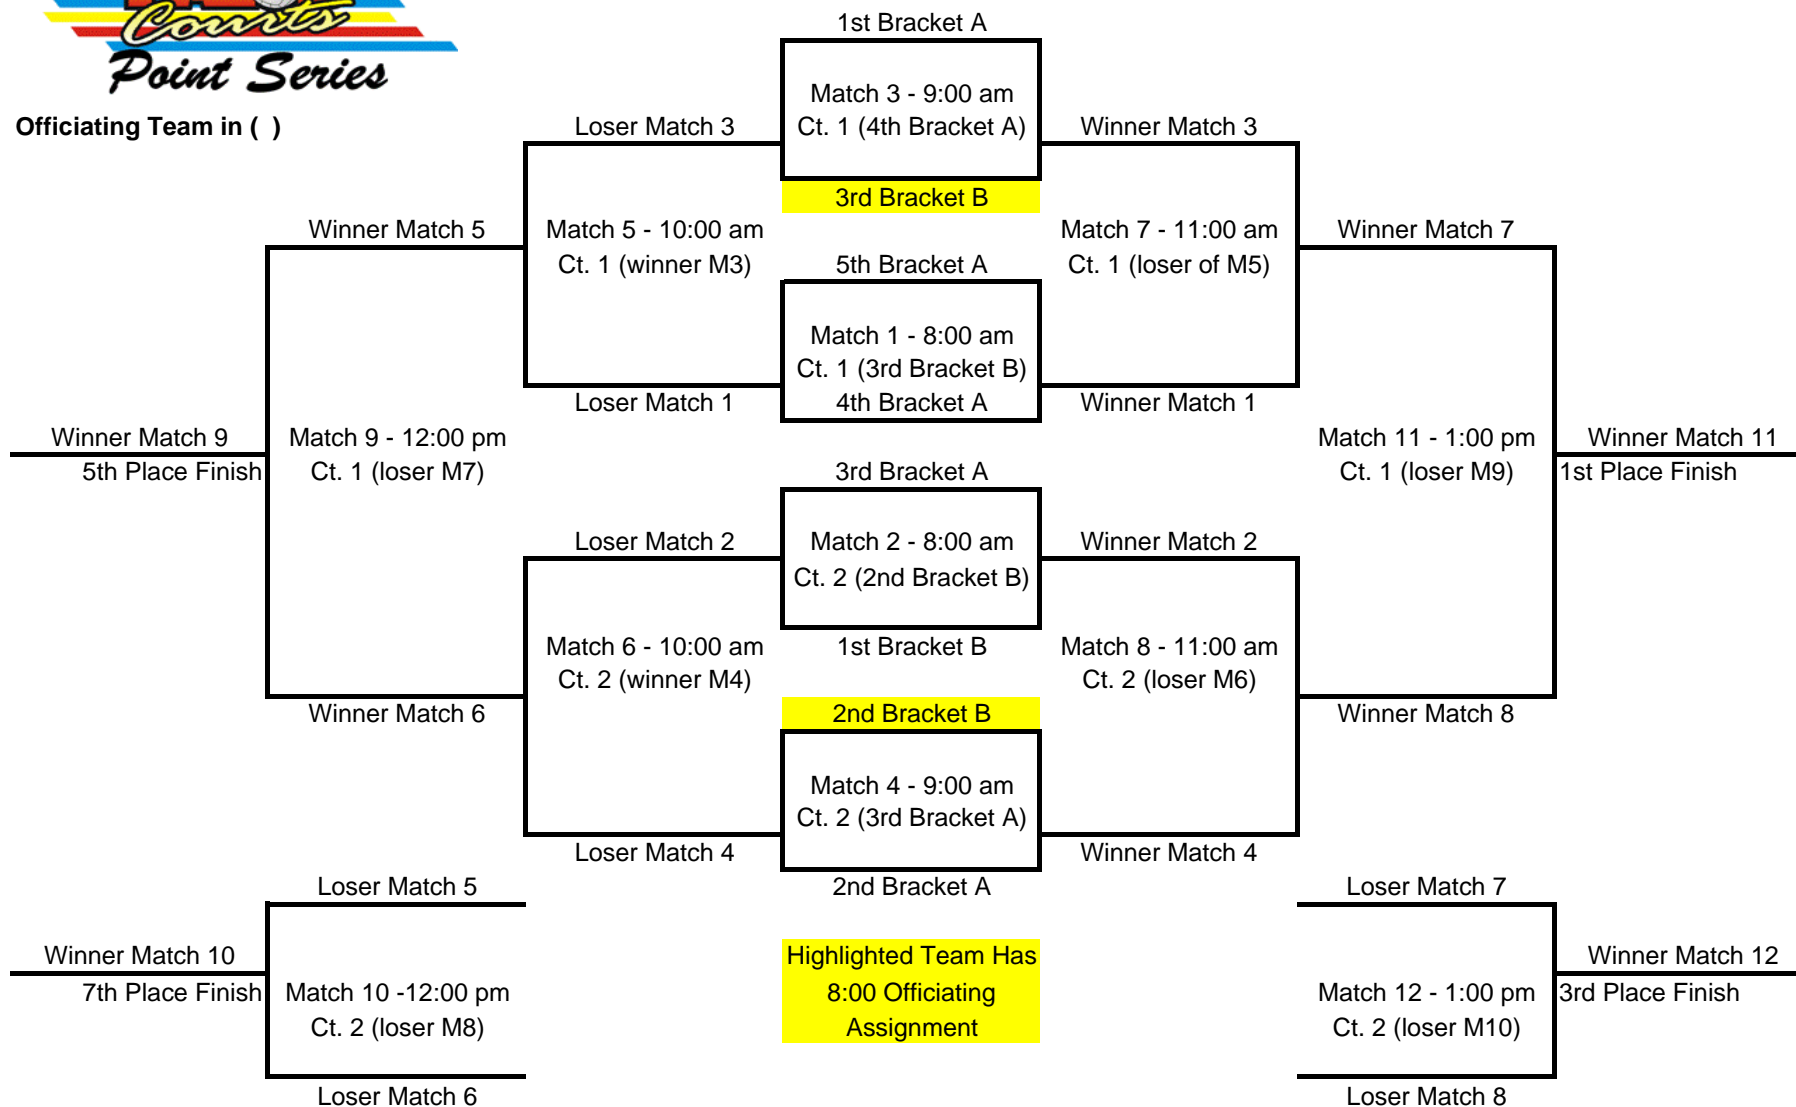 Courts
Point Series
Officiating Team in ( )
1st Bracket A
Match 3 - 9:00 am
Ct. 1 (4th Bracket A)
Loser Match 3
Winner Match 3
3rd Bracket B
Winner Match 5
Match 5 - 10:00 am
Ct. 1 (winner M3)
Match 7 - 11:00 am
Ct. 1 (loser of M5)
Winner Match 7
5th Bracket A
Match 1 - 8:00 am
Ct. 1 (3rd Bracket B)
Loser Match 1
4th Bracket A
Winner Match 1
Winner Match 9
5th Place Finish
Match 9 - 12:00 pm
Ct. 1 (loser M7)
Match 11 - 1:00 pm
Ct. 1 (loser M9)
Winner Match 11
1st Place Finish
3rd Bracket A
Loser Match 2
Match 2 - 8:00 am
Ct. 2 (2nd Bracket B)
Winner Match 2
Match 6 - 10:00 am
Ct. 2 (winner M4)
1st Bracket B
Match 8 - 11:00 am
Ct. 2 (loser M6)
Winner Match 6
2nd Bracket B
Winner Match 8
Match 4 - 9:00 am
Ct. 2 (3rd Bracket A)
Loser Match 4
Winner Match 4
2nd Bracket A
Loser Match 5
Loser Match 7
Winner Match 10
7th Place Finish
Match 10 -12:00 pm
Ct. 2 (loser M8)
Loser Match 6
Highlighted Team Has
8:00 Officiating
Assignment
Winner Match 12
3rd Place Finish
Match 12 - 1:00 pm
Ct. 2 (loser M10)
Loser Match 8